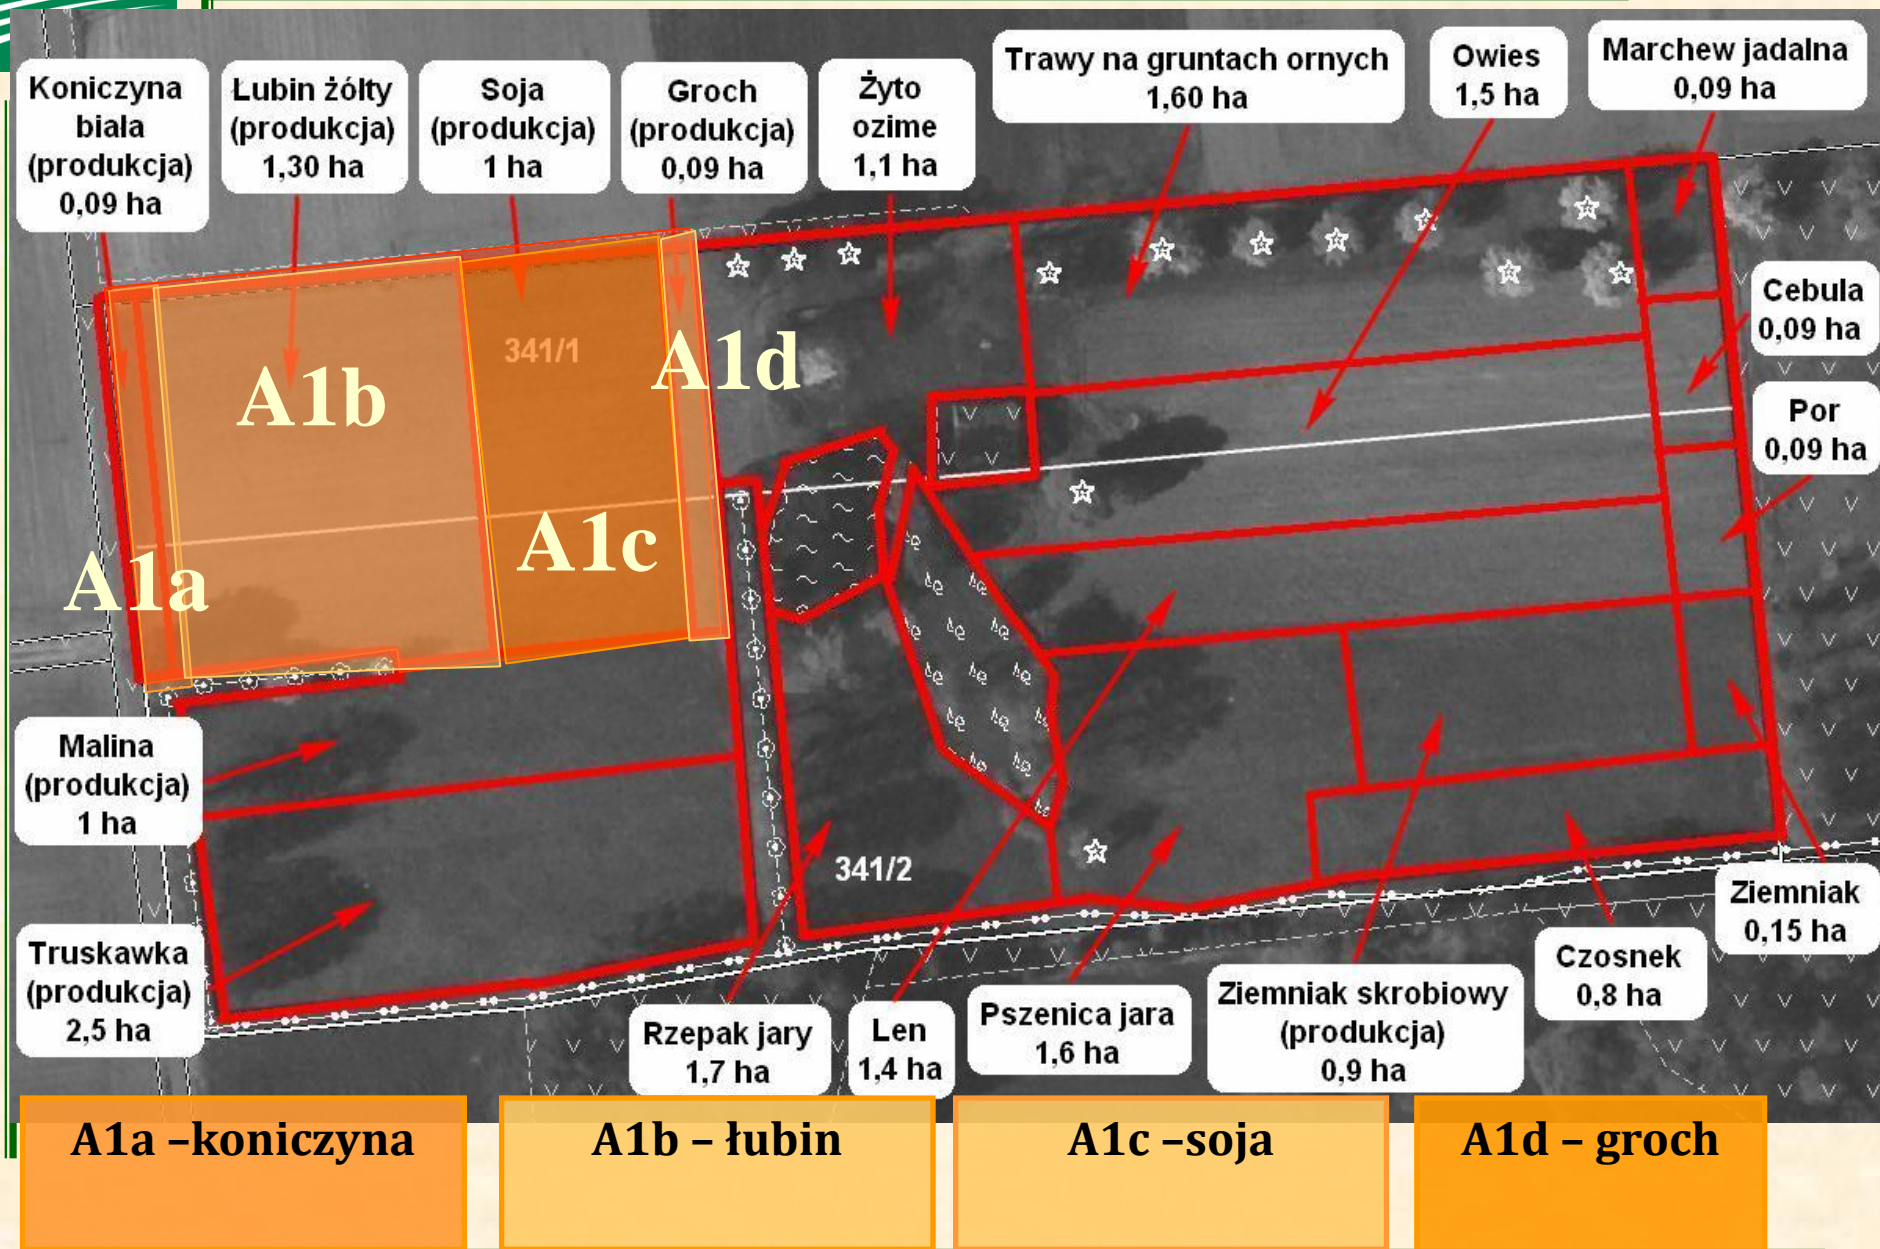 Koniczyna
biała
(produkcja)
0,09 ha
Łubin żółty
(produkcja)
1,30 ha
Soja
(produkcja)
1 ha
Groch
(produkcja)
0,09 ha
Żyto
ozime
1,1 ha
Trawy na gruntach ornych
1,60 ha
Owies
1,5 ha
Marchew jadalna
0,09 ha
Cebula
0,09 ha
Por
0,09 ha
341/1
A1a
A1b
A1c
A1d
Malina
(produkcja)
1 ha
Truskawka
(produkcja)
2,5 ha
341/2
Rzepak jary
1,7 ha
Len
1,4 ha
Pszenica jara
1,6 ha
Ziemniak skrobiowy
(produkcja)
0,9 ha
Czosnek
0,8 ha
Ziemniak
0,15 ha
A1a –koniczyna
A1b – łubin
A1c –soja
A1d – groch